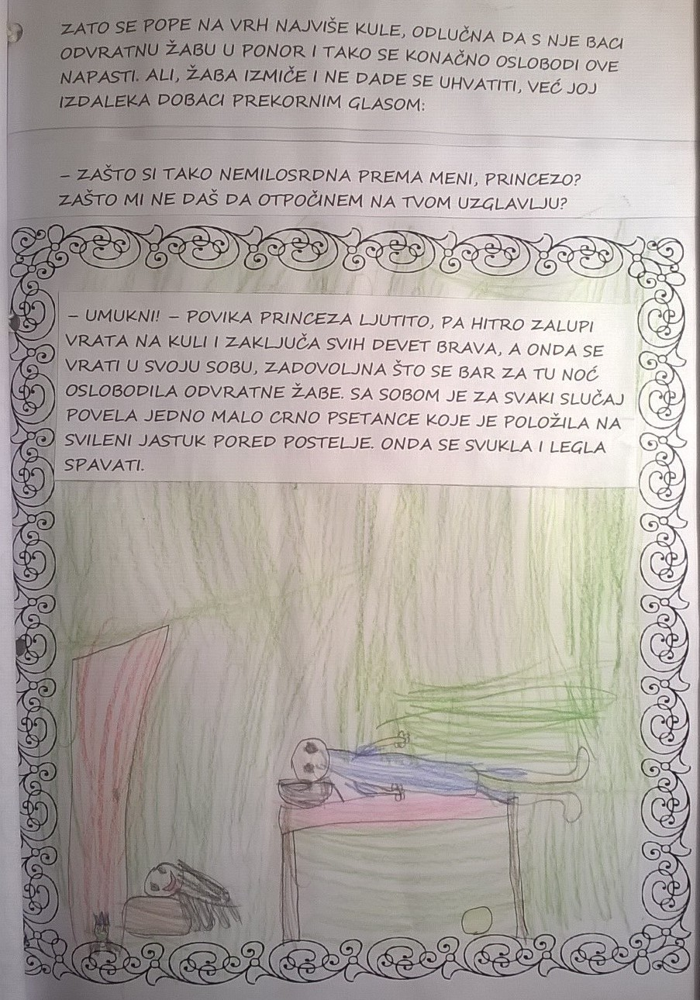 ZATO SE POPE NA VRH NAJVIŠE KULE, ODLUČNA DA S NJE BACI
ODVRATNU ŽABU U PONOR I TAKO SE KONAČNO OSLOBODI OVE
NAPASTI. ALI, ŽABA IZMIČE I NE DADE SE UHVATITI, VEĆ JOJ
IZDALEKA DOBACI PREKORNIM GLASOM:
– ZAŠTO SI TAKO NEMILOSRDNA PREMA MENI, PRINCEZO?
ZAŠTO MI NE DAŠ DA OTPOČINEM NA TVOM UZGLAVLJU?
– UMUKNI! – POVIKA PRINCEZA LJUTITO, PA HITRO ZALUPI
VRATA NA KULI I ZAKLJUČA SVIH DEVET BRAVA, A ONDA SE
VRATI U SVOJU SOBU, ZADOVOLJNA ŠTO SE BAR ZA TU NOĆ
OSLOBODILA ODVRATNE ŽABE. SA SOBOM JE ZA SVAKI SLUČAJ
POVELA JEDNO MALO CRNO PSETANCE KOJE JE POLOŽILA NA
SVILENI JASTUK PORED POSTELJE. ONDA SE SVUKLA I LEGLA
SPAVATI.